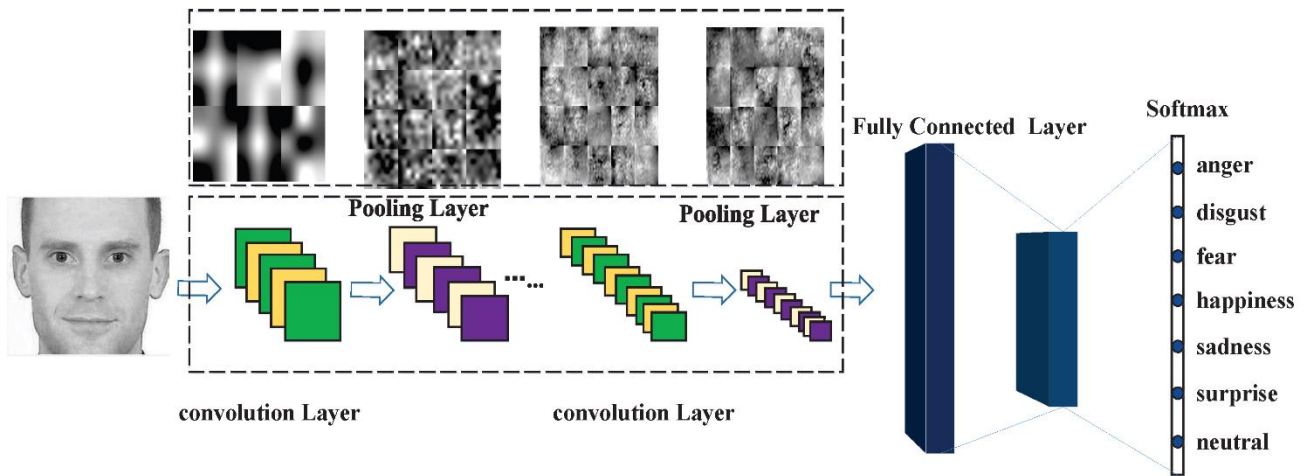 Pooling Layer
Pooling Layer
......
convolution Layer
convolution Layer
Fully Connected Layer
Softmax
anger
disgust
fear
happiness
sadness
surprise
neutral